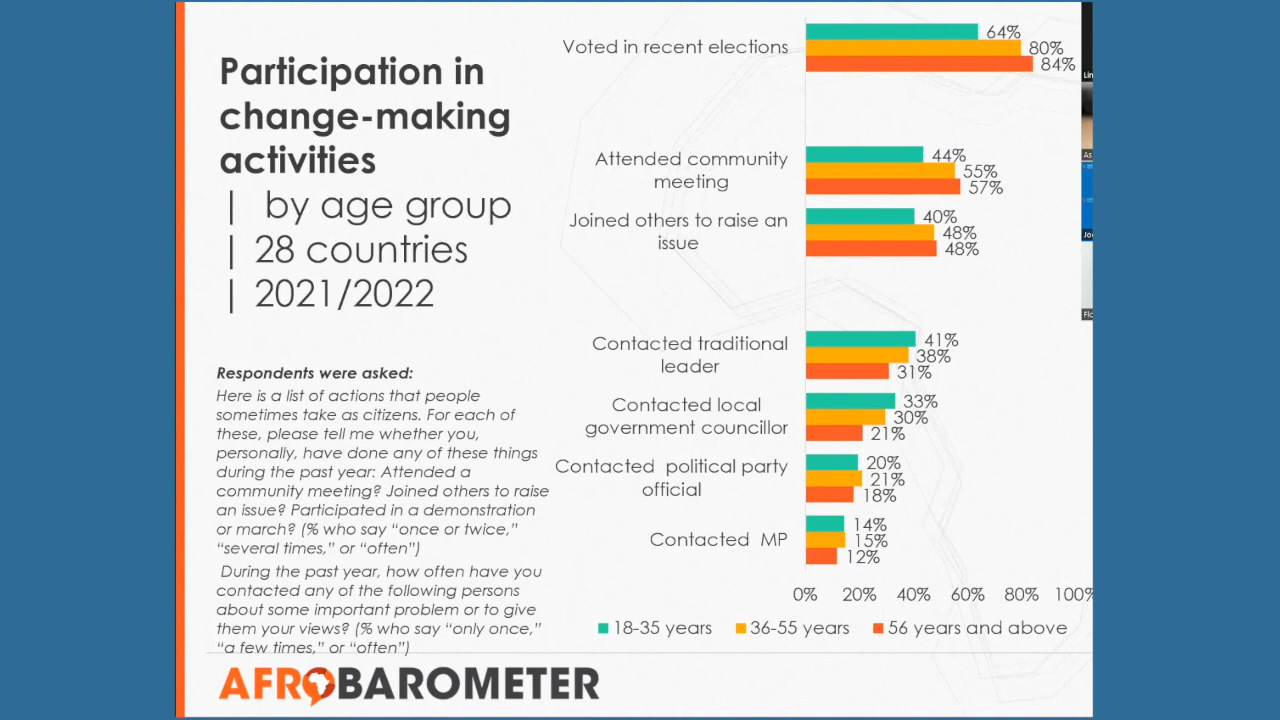 Participation in
change-making
activities
| by age group
| 28 countries
| 2021/2022
Respondents were asked:
Here is a list of actions that people
sometimes take as citizens. For each of
these, please tell me whether you,
personally, have done any of these things
during the past year: Attended a
community meeting? Joined others to raise
an issue? Participated in a demonstration
or march? (% who say “once or twice,”
“several times,” or “often”)
During the past year, how often have you
contacted any of the following persons
about some important problem or to give
them your views? (% who say “only once,”
“a few times,” or “often”)
Voted in recent elections
64%
80%
84%
Attended community
meeting
44%
55%
57%
Joined others to raise an
issue
40%
48%
48%
Contacted traditional
leader
41%
38%
31%
Contacted local
government councillor
33%
30%
21%
Contacted political party
official
20%
21%
18%
Contacted MP
14%
15%
12%
0% 20% 40% 60% 80% 100%
18-35 years 36-55 years 56 years and above
AFROBAROMETER